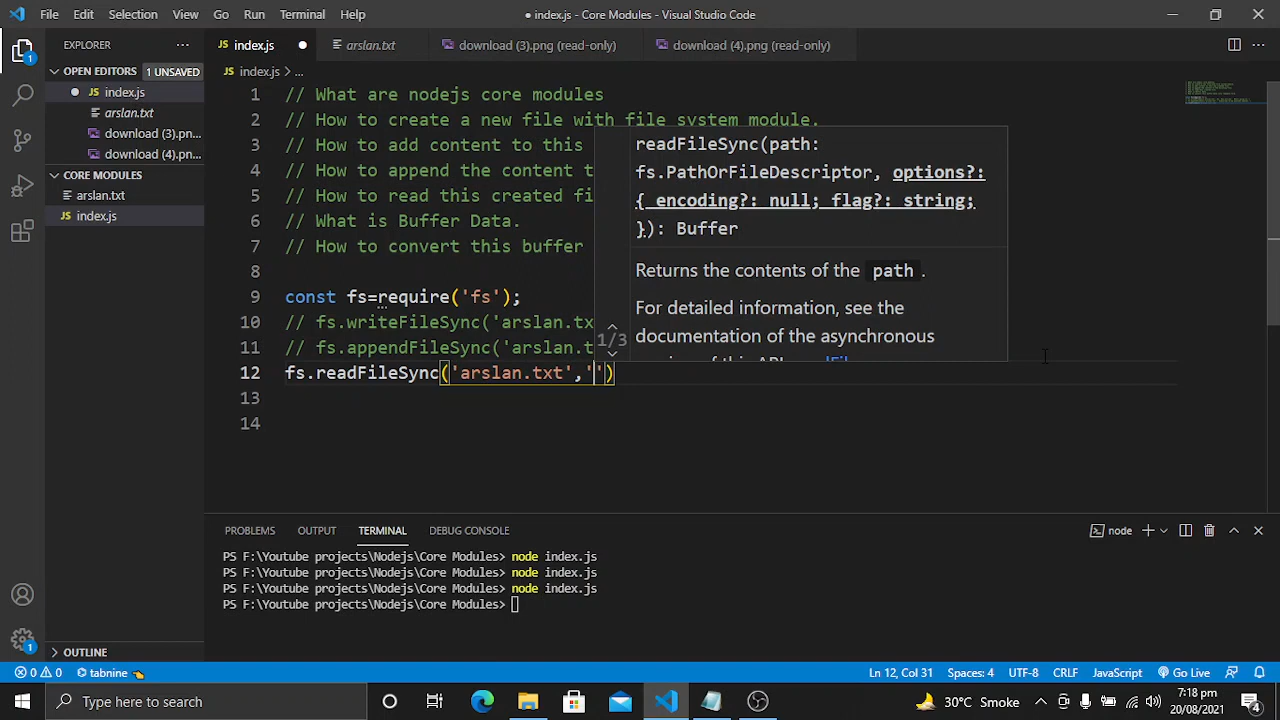 File Edit Selection View Go Run Terminal Help
● index.js - Core Modules - Visual Studio Code
EXPLORER
index.js
arslan.txt
download (3).png (read-only)
download (4).png (read-only)
OPEN EDITORS 1 UNSAVED
index.js
arslan.txt
download (3).pn...
download (4).pn...
CORE MODULES
arslan.txt
index.js
OUTLINE
index.js > ...
1 // What are nodejs core modules
2 // How to create a new file with file system module.
3 // How to add content to this
4 // How to append the content t
5 // How to read this created fi
6 // What is Buffer Data.
7 // How to convert this buffer
8
9 const fs=require('fs');
10 // fs.writeFileSync('arslan.tx
11 // fs.appendFileSync('arslan.t
12 fs.readFileSync('arslan.txt','')
13
14
readFileSync(path:
fs.PathOrFileDescriptor, options?:
{ encoding?: null; flag?: string;
}): Buffer
Returns the contents of the path.
For detailed information, see the
documentation of the asynchronous
1/3
PROBLEMS OUTPUT TERMINAL DEBUG CONSOLE
node
PS F:\Youtube projects\Nodejs\Core Modules> node index.js
PS F:\Youtube projects\Nodejs\Core Modules> node index.js
PS F:\Youtube projects\Nodejs\Core Modules> node index.js
PS F:\Youtube projects\Nodejs\Core Modules>
0 0 tabnine
Ln 12, Col 31 Spaces: 4 UTF-8 CRLF JavaScript Go Live
Type here to search
30°C Smoke
7:18 pm
20/08/2021
4
1
1